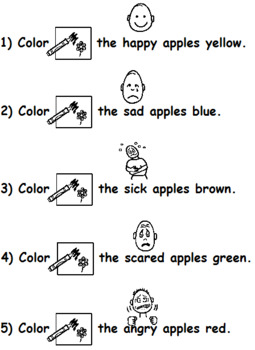 1) Color the happy apples yellow.
2) Color the sad apples blue.
3) Color the sick apples brown.
4) Color the scared apples green.
5) Color the angry apples red.